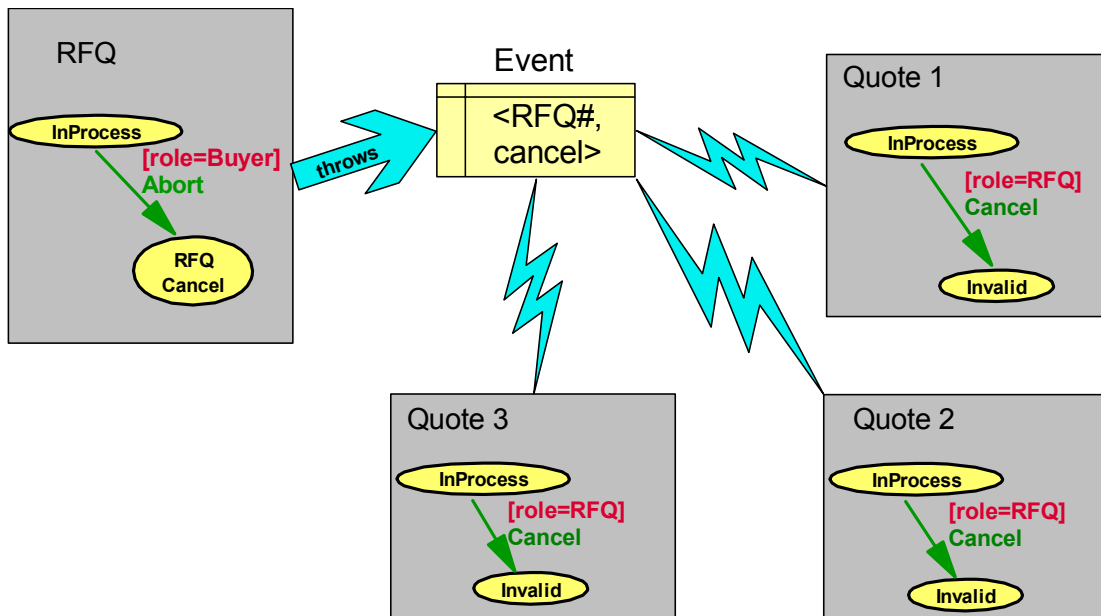 RFQ
InProcess
[role=Buyer]
Abort
RFQ
Cancel
throws
Event
<RFQ#,
cancel>
Quote 1
InProcess
[role=RFQ]
Cancel
Invalid
Quote 3
InProcess
[role=RFQ]
Cancel
Invalid
Quote 2
InProcess
[role=RFQ]
Cancel
Invalid